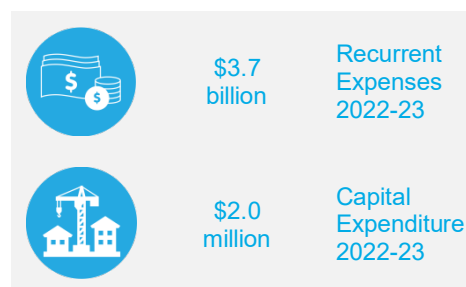 $3.7
billion
Recurrent
Expenses
2022-23
$2.0
million
Capital
Expenditure
2022-23